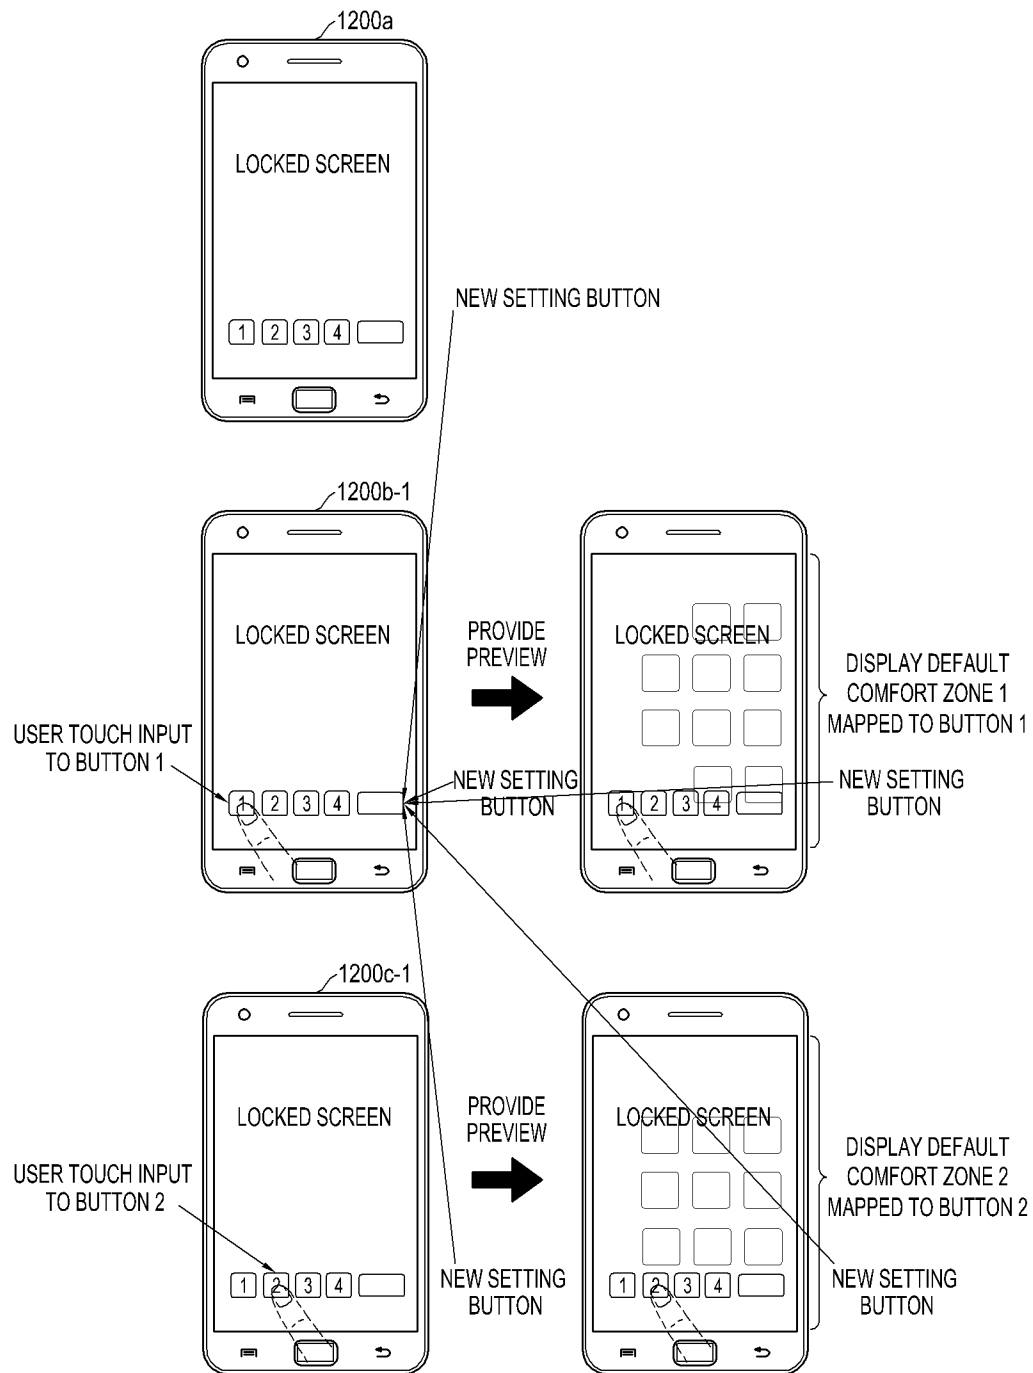 1200a
LOCKED SCREEN
NEW SETTING BUTTON
1 2 3 4
1200b-1
LOCKED SCREEN
PROVIDE
PREVIEW
LOCKED SCREEN
DISPLAY DEFAULT
COMFORT ZONE 1
MAPPED TO BUTTON 1
USER TOUCH INPUT
TO BUTTON 1
1 2 3 4
NEW SETTING
BUTTON
1 2 3 4
NEW SETTING
BUTTON
1200c-1
LOCKED SCREEN
PROVIDE
PREVIEW
LOCKED SCREEN
DISPLAY DEFAULT
COMFORT ZONE 2
MAPPED TO BUTTON 2
USER TOUCH INPUT
TO BUTTON 2
1 2 3 4
NEW SETTING
BUTTON
1 2 3 4
NEW SETTING
BUTTON